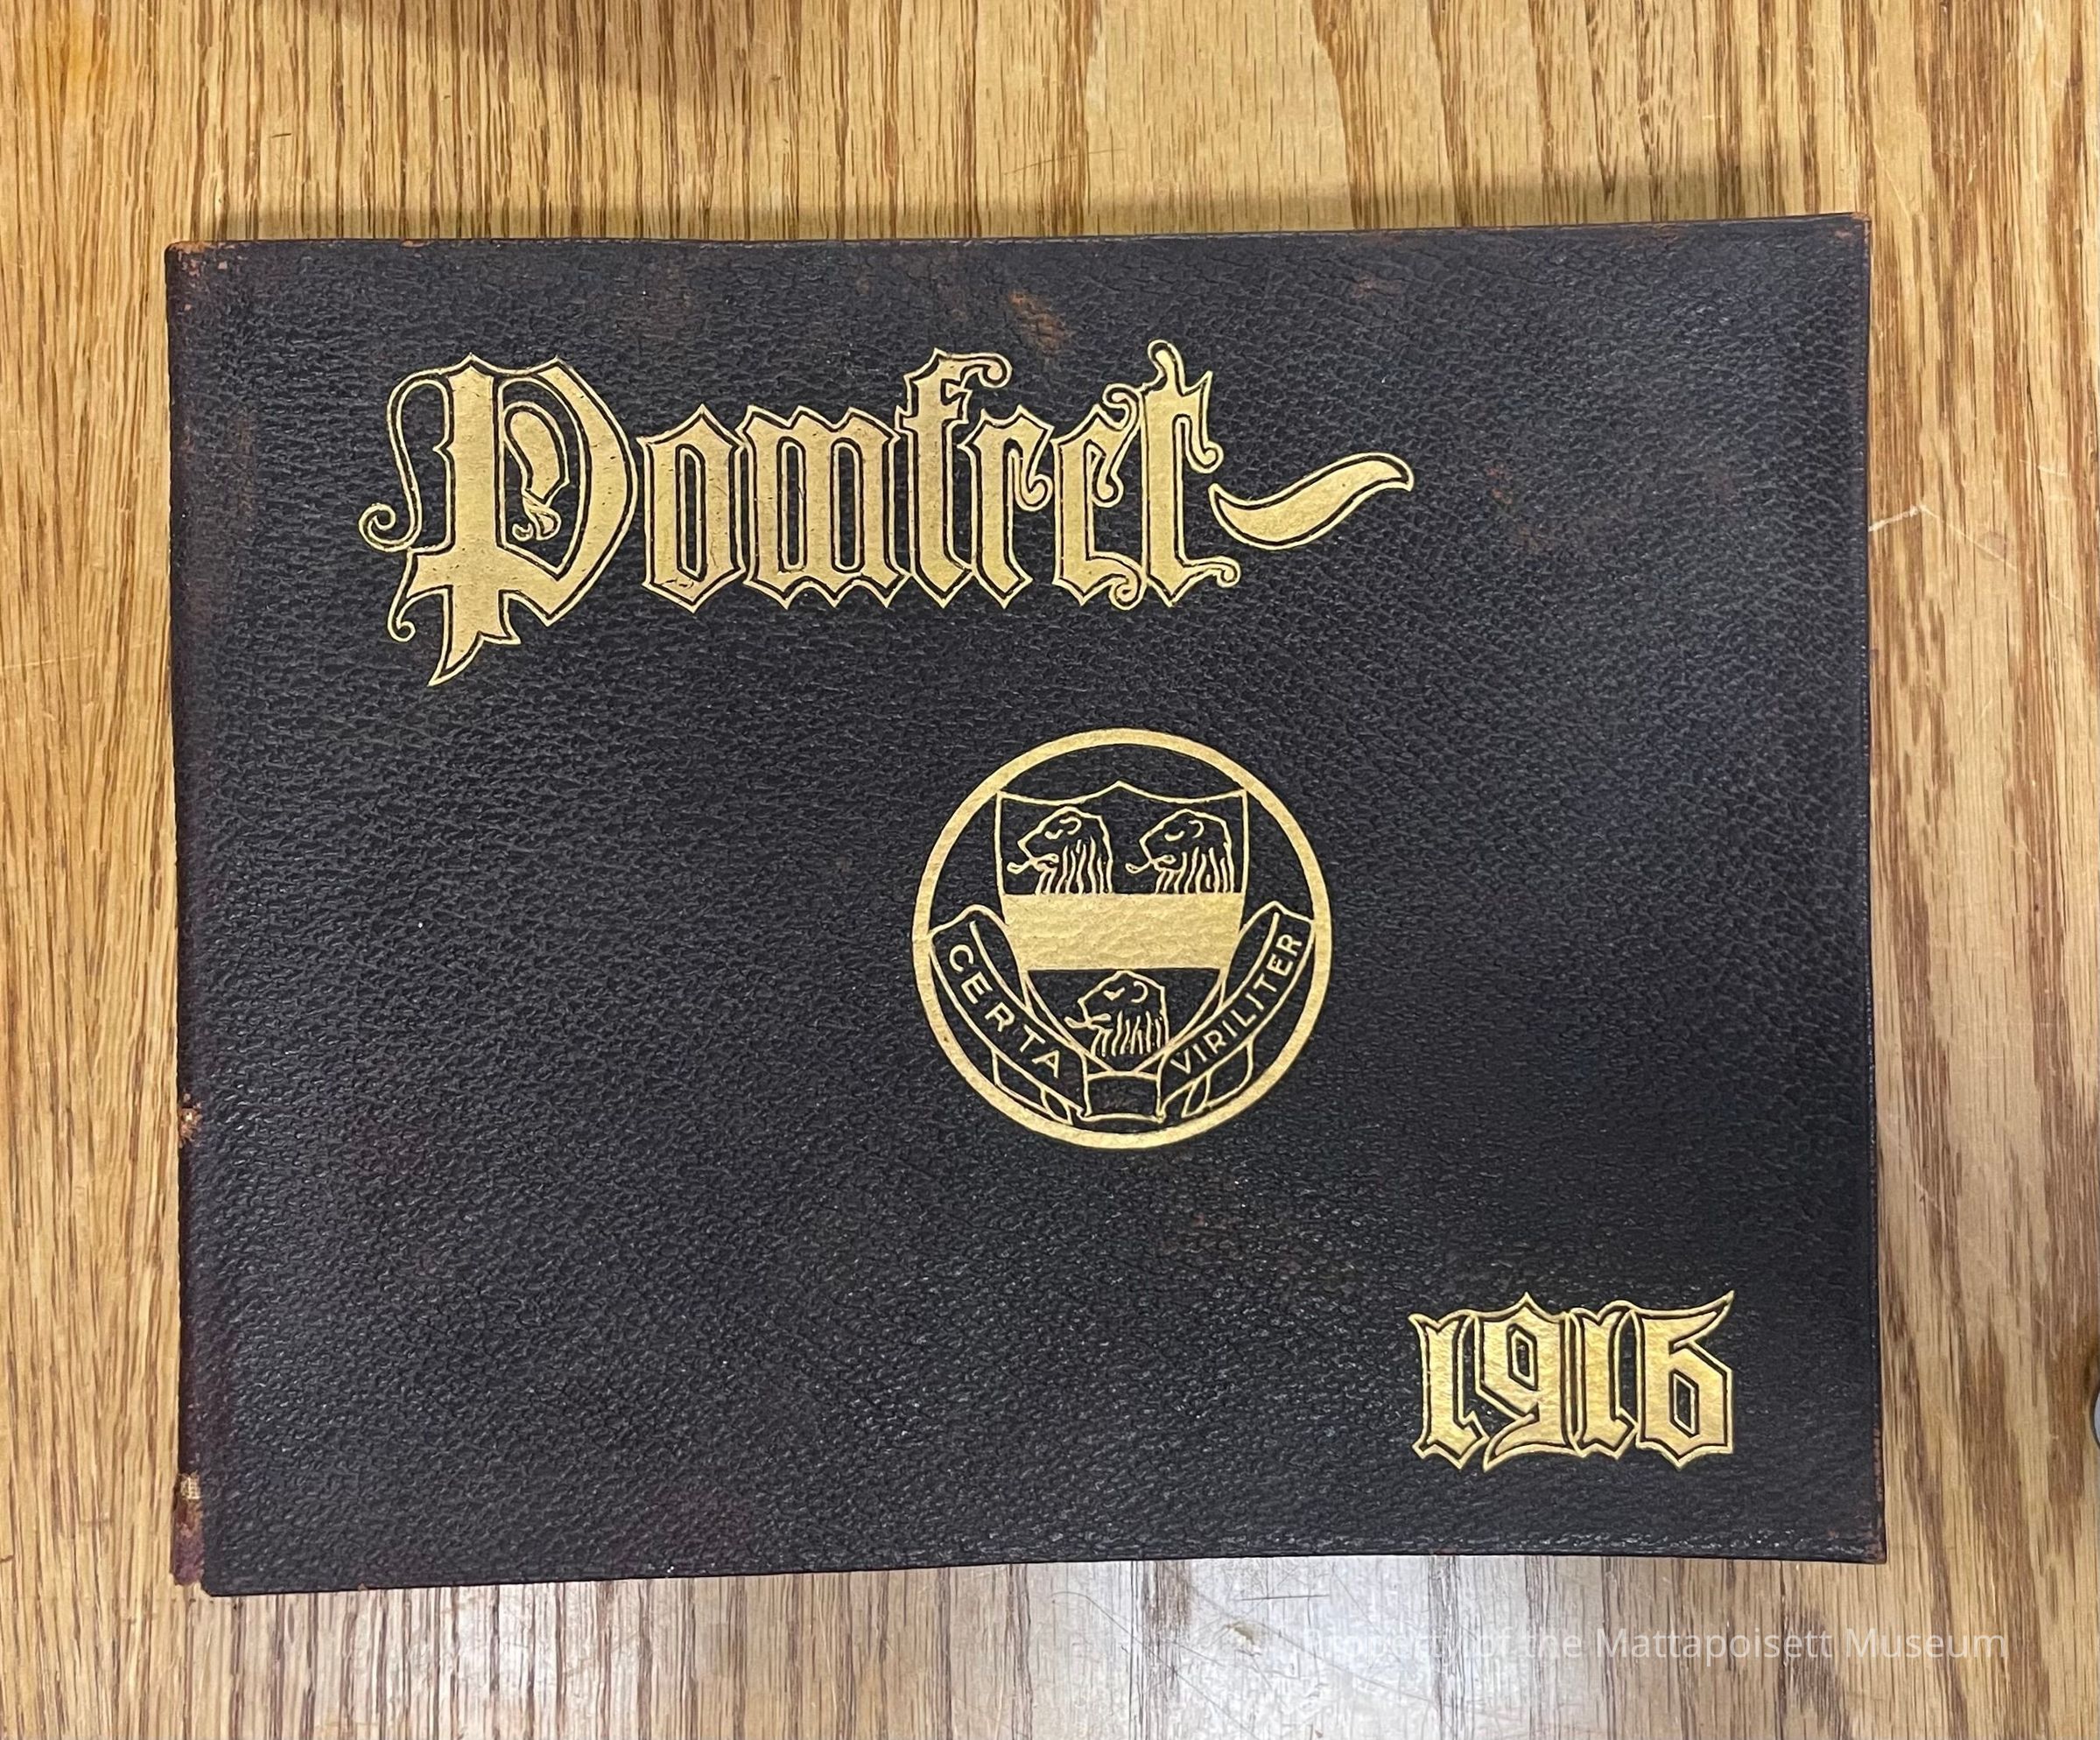 Pomfret
CERTA VIRILITER
1916
Property of the Mattapoisett Museum